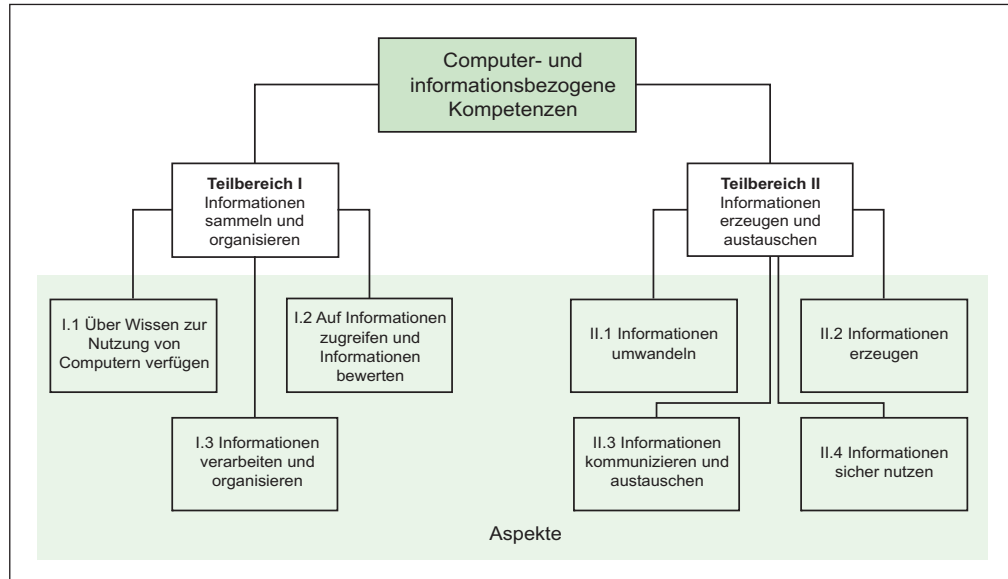 Computer- und
informationsbezogene
Kompetenzen
Teilbereich I
Informationen
sammeln und
organisieren
Teilbereich II
Informationen
erzeugen und
austauschen
I.1 Über Wissen zur
Nutzung von
Computern verfügen
I.2 Auf Informationen
zugreifen und
Informationen
bewerten
II.1 Informationen
umwandeln
II.2 Informationen
erzeugen
I.3 Informationen
verarbeiten und
organisieren
II.3 Informationen
kommunizieren und
austauschen
II.4 Informationen
sicher nutzen
Aspekte